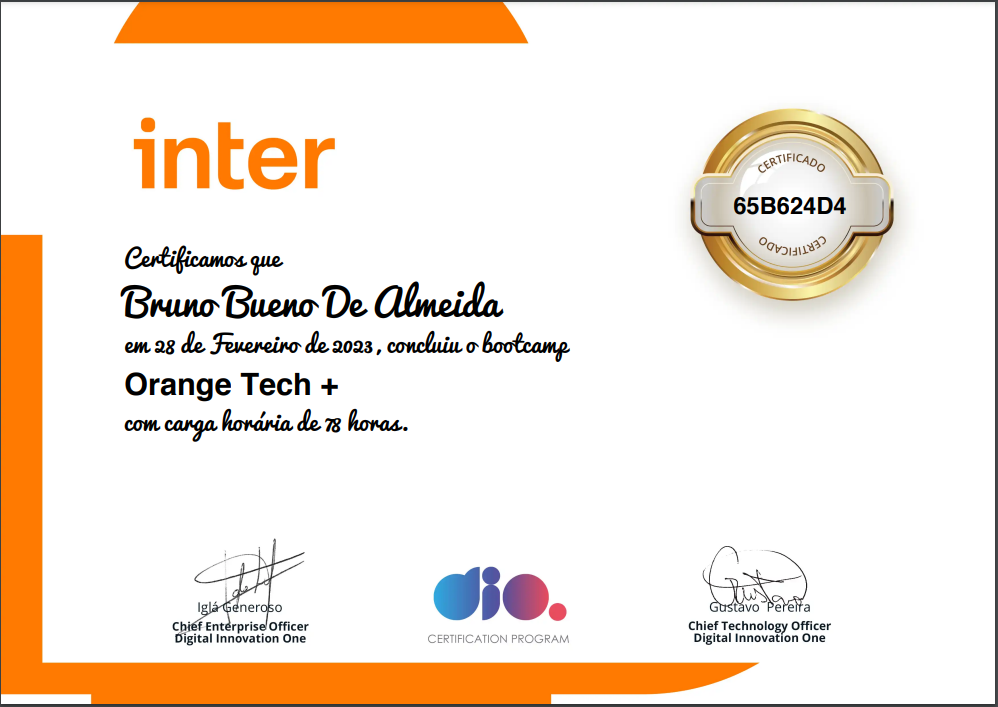 inter
CERTIFICADO
65B624D4
CERTIFICADO
Certificamos que
Bruno Bueno De Almeida
em 28 de Fevereiro de 2023, concluiu o bootcamp
Orange Tech +
com carga horária de 78 horas.
Iglá Generoso
Chief Enterprise Officer
Digital Innovation One
dio.
CERTIFICATION PROGRAM
Gustavo Pereira
Chief Technology Officer
Digital Innovation One